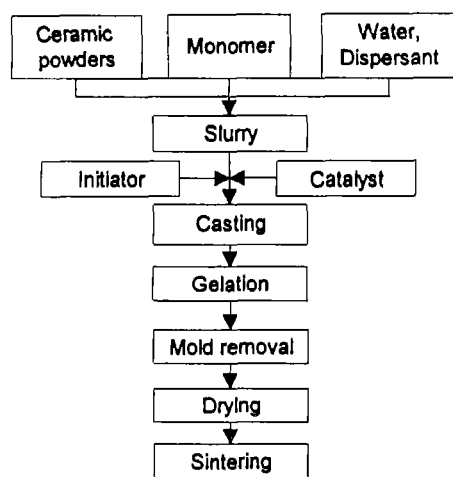 Ceramic
powders
Monomer
Water,
Dispersant
Slurry
Initiator
Catalyst
Casting
Gelation
Mold removal
Drying
Sintering